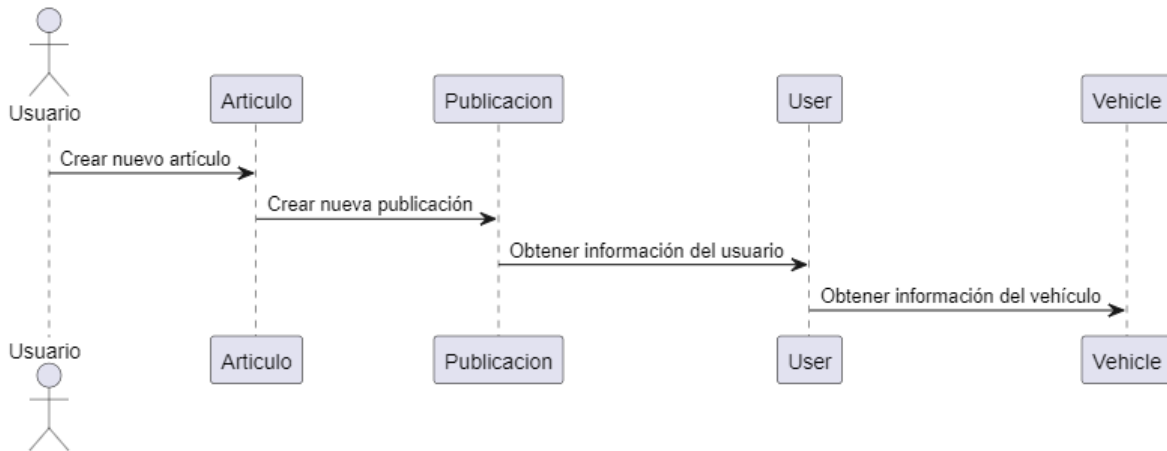 Usuario
Articulo
Publicacion
User
Vehicle
Crear nuevo artículo
Crear nueva publicación
Obtener información del usuario
Obtener información del vehículo
Usuario
Articulo
Publicacion
User
Vehicle